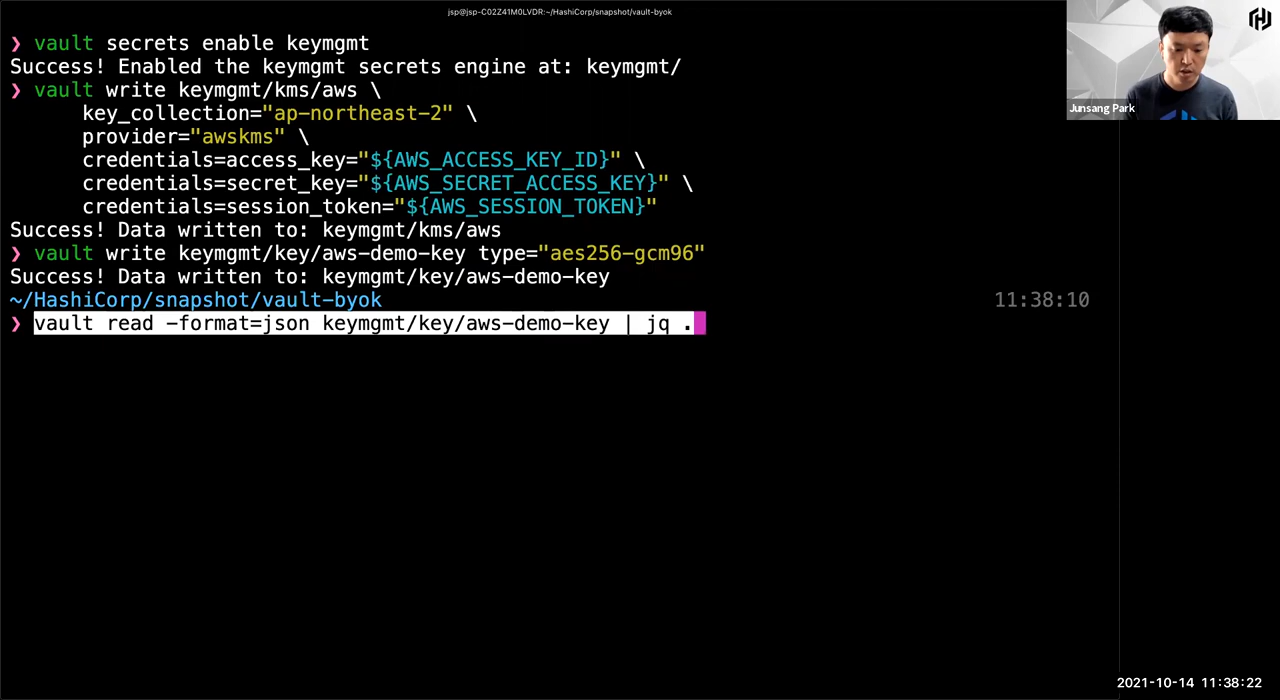 jsp@jsp-C02Z41M0LVDR:~/HashiCorp/snapshot/vault-byok
❯ vault secrets enable keymgmt
Success! Enabled the keymgmt secrets engine at: keymgmt/
❯ vault write keymgmt/kms/aws \
key_collection="ap-northeast-2" \
provider="awskms" \
credentials=access_key="${AWS_ACCESS_KEY_ID}" \
credentials=secret_key="${AWS_SECRET_ACCESS_KEY}" \
credentials=session_token="${AWS_SESSION_TOKEN}"
Success! Data written to: keymgmt/kms/aws
❯ vault write keymgmt/key/aws-demo-key type="aes256-gcm96"
Success! Data written to: keymgmt/key/aws-demo-key
~/HashiCorp/snapshot/vault-byok 11:38:10
❯ vault read -format=json keymgmt/key/aws-demo-key | jq .
Junsang Park
2021-10-14 11:38:22